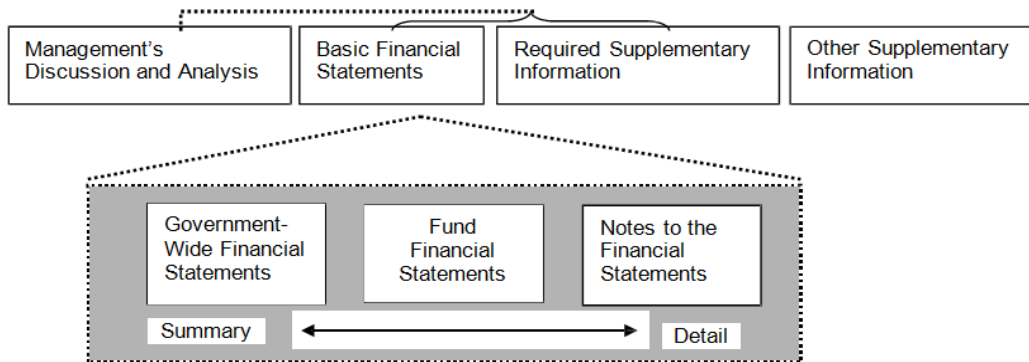 Management's
Discussion and Analysis
Basic Financial
Statements
Required Supplementary
Information
Other Supplementary
Information
Government-
Wide Financial
Statements
Fund
Financial
Statements
Notes to the
Financial
Statements
Summary
Detail